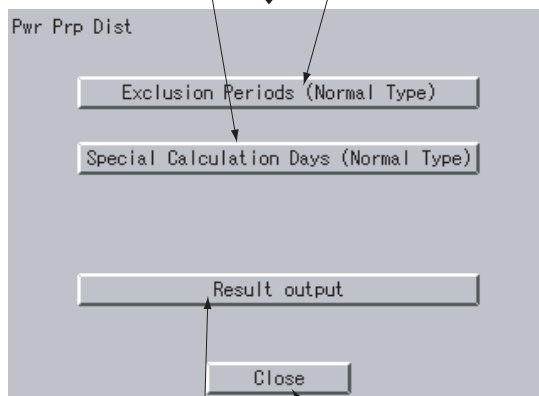 Pwr Prp Dist
Exclusion Periods (Normal Type)
Special Calculation Days (Normal Type)
Result output
Close